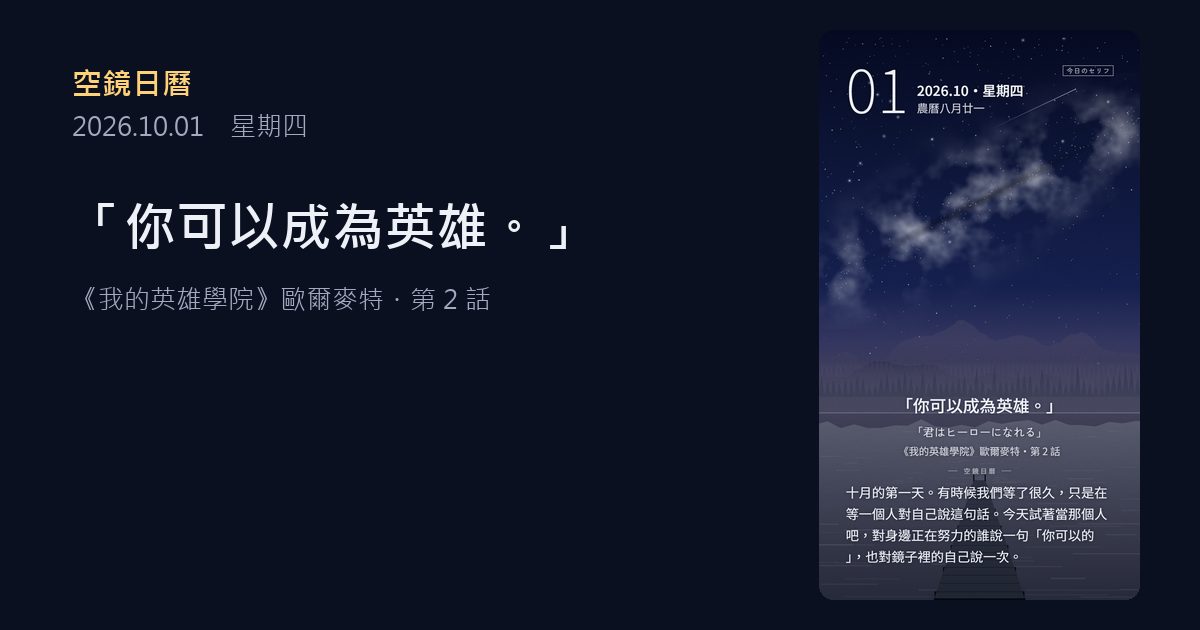 空鏡日曆
2026.10.01　星期四
「你可以成為英雄。」
《我的英雄學院》歐爾麥特．第 2 話
今日のセリフ
01
2026.10・星期四
農曆八月廿一
「你可以成為英雄。」
「君はヒーローになれる」
《我的英雄學院》歐爾麥特・第 2 話
— 空鏡日曆 —
十月的第一天。有時候我們等了很久，只是在
等一個人對自己說這句話。今天試著當那個人
吧，對身邊正在努力的誰說一句「你可以的
」，也對鏡子裡的自己說一次。